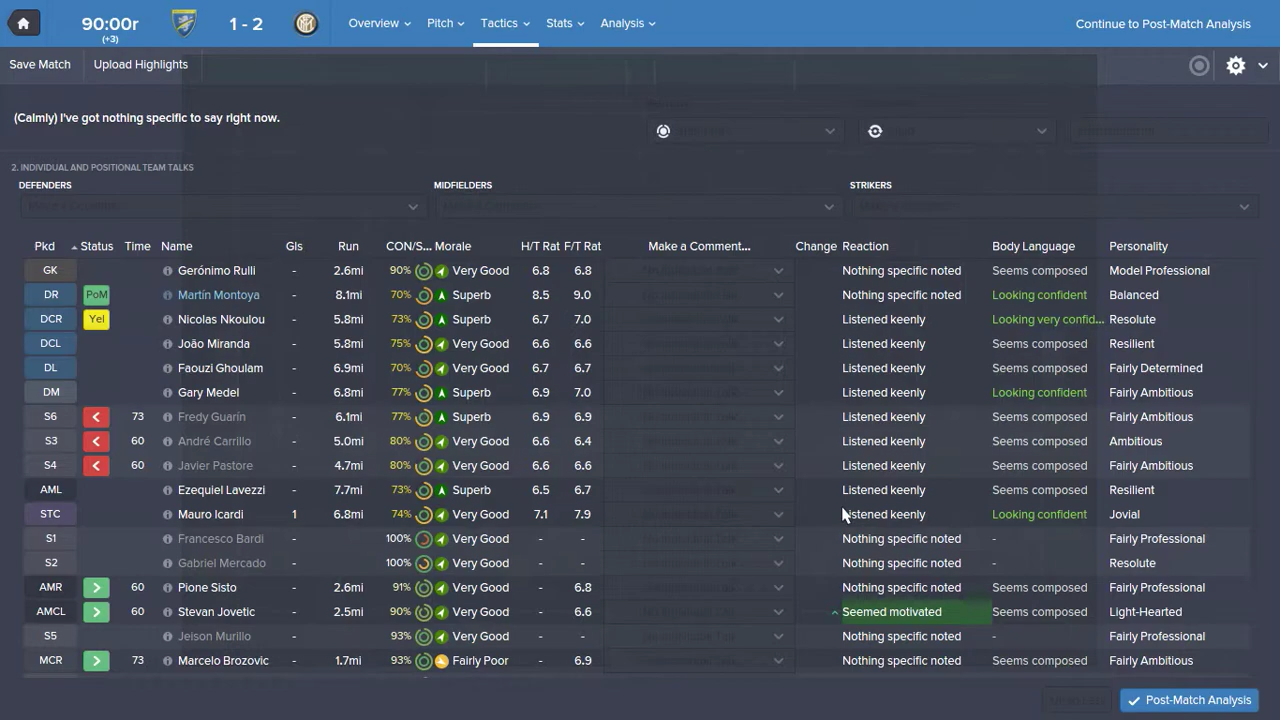 90:00r 1 - 2 Overview Pitch Tactics Stats Analysis Continue to Post-Match Analysis
(+3)
Save Match Upload Highlights
(Calmly) I've got nothing specific to say right now.
2. INDIVIDUAL AND POSITIONAL TEAM TALKS
DEFENDERS MIDFIELDERS STRIKERS
Pkd Status Time Name Gls Run CON/S... Morale H/T Rat F/T Rat Make a Comment... Change Reaction Body Language Personality
GK Gerónimo Rulli - 2.6mi 90% Very Good 6.8 6.8 Nothing specific noted Seems composed Model Professional
DR PoM Martín Montoya - 8.1mi 70% Superb 8.5 9.0 Nothing specific noted Looking confident Balanced
DCR Yel Nicolas Nkoulou - 5.8mi 73% Superb 6.7 7.0 Listened keenly Looking very confid... Resolute
DCL João Miranda - 5.8mi 75% Very Good 6.6 6.6 Listened keenly Seems composed Resilient
DL Faouzi Ghoulam - 6.9mi 70% Very Good 6.7 6.7 Listened keenly Seems composed Fairly Determined
DM Gary Medel - 6.8mi 77% Superb 6.9 7.0 Listened keenly Looking confident Fairly Ambitious
S6 73 Fredy Guarín - 6.1mi 77% Superb 6.9 6.9 Listened keenly Seems composed Fairly Ambitious
S3 60 André Carrillo - 5.0mi 80% Very Good 6.6 6.4 Listened keenly Seems composed Ambitious
S4 60 Javier Pastore - 4.7mi 80% Very Good 6.6 6.6 Listened keenly Seems composed Fairly Ambitious
AML Ezequiel Lavezzi - 7.7mi 73% Superb 6.5 6.7 Listened keenly Seems composed Resilient
STC Mauro Icardi 1 6.8mi 74% Very Good 7.1 7.9 Listened keenly Looking confident Jovial
S1 Francesco Bardi - 100% Very Good - - Nothing specific noted - Fairly Professional
S2 Gabriel Mercado - 100% Very Good - - Nothing specific noted - Resolute
AMR 60 Pione Sisto - 2.6mi 91% Very Good - 6.8 Nothing specific noted Seems composed Fairly Professional
AMCL 60 Stevan Jovetic - 2.5mi 90% Very Good - 6.6 Seemed motivated Seems composed Light-Hearted
S5 Jeison Murillo - 93% Very Good - - Nothing specific noted - Fairly Professional
MCR 73 Marcelo Brozovic - 1.7mi 93% Fairly Poor - 6.9 Nothing specific noted Seems composed Fairly Ambitious
Post-Match Analysis